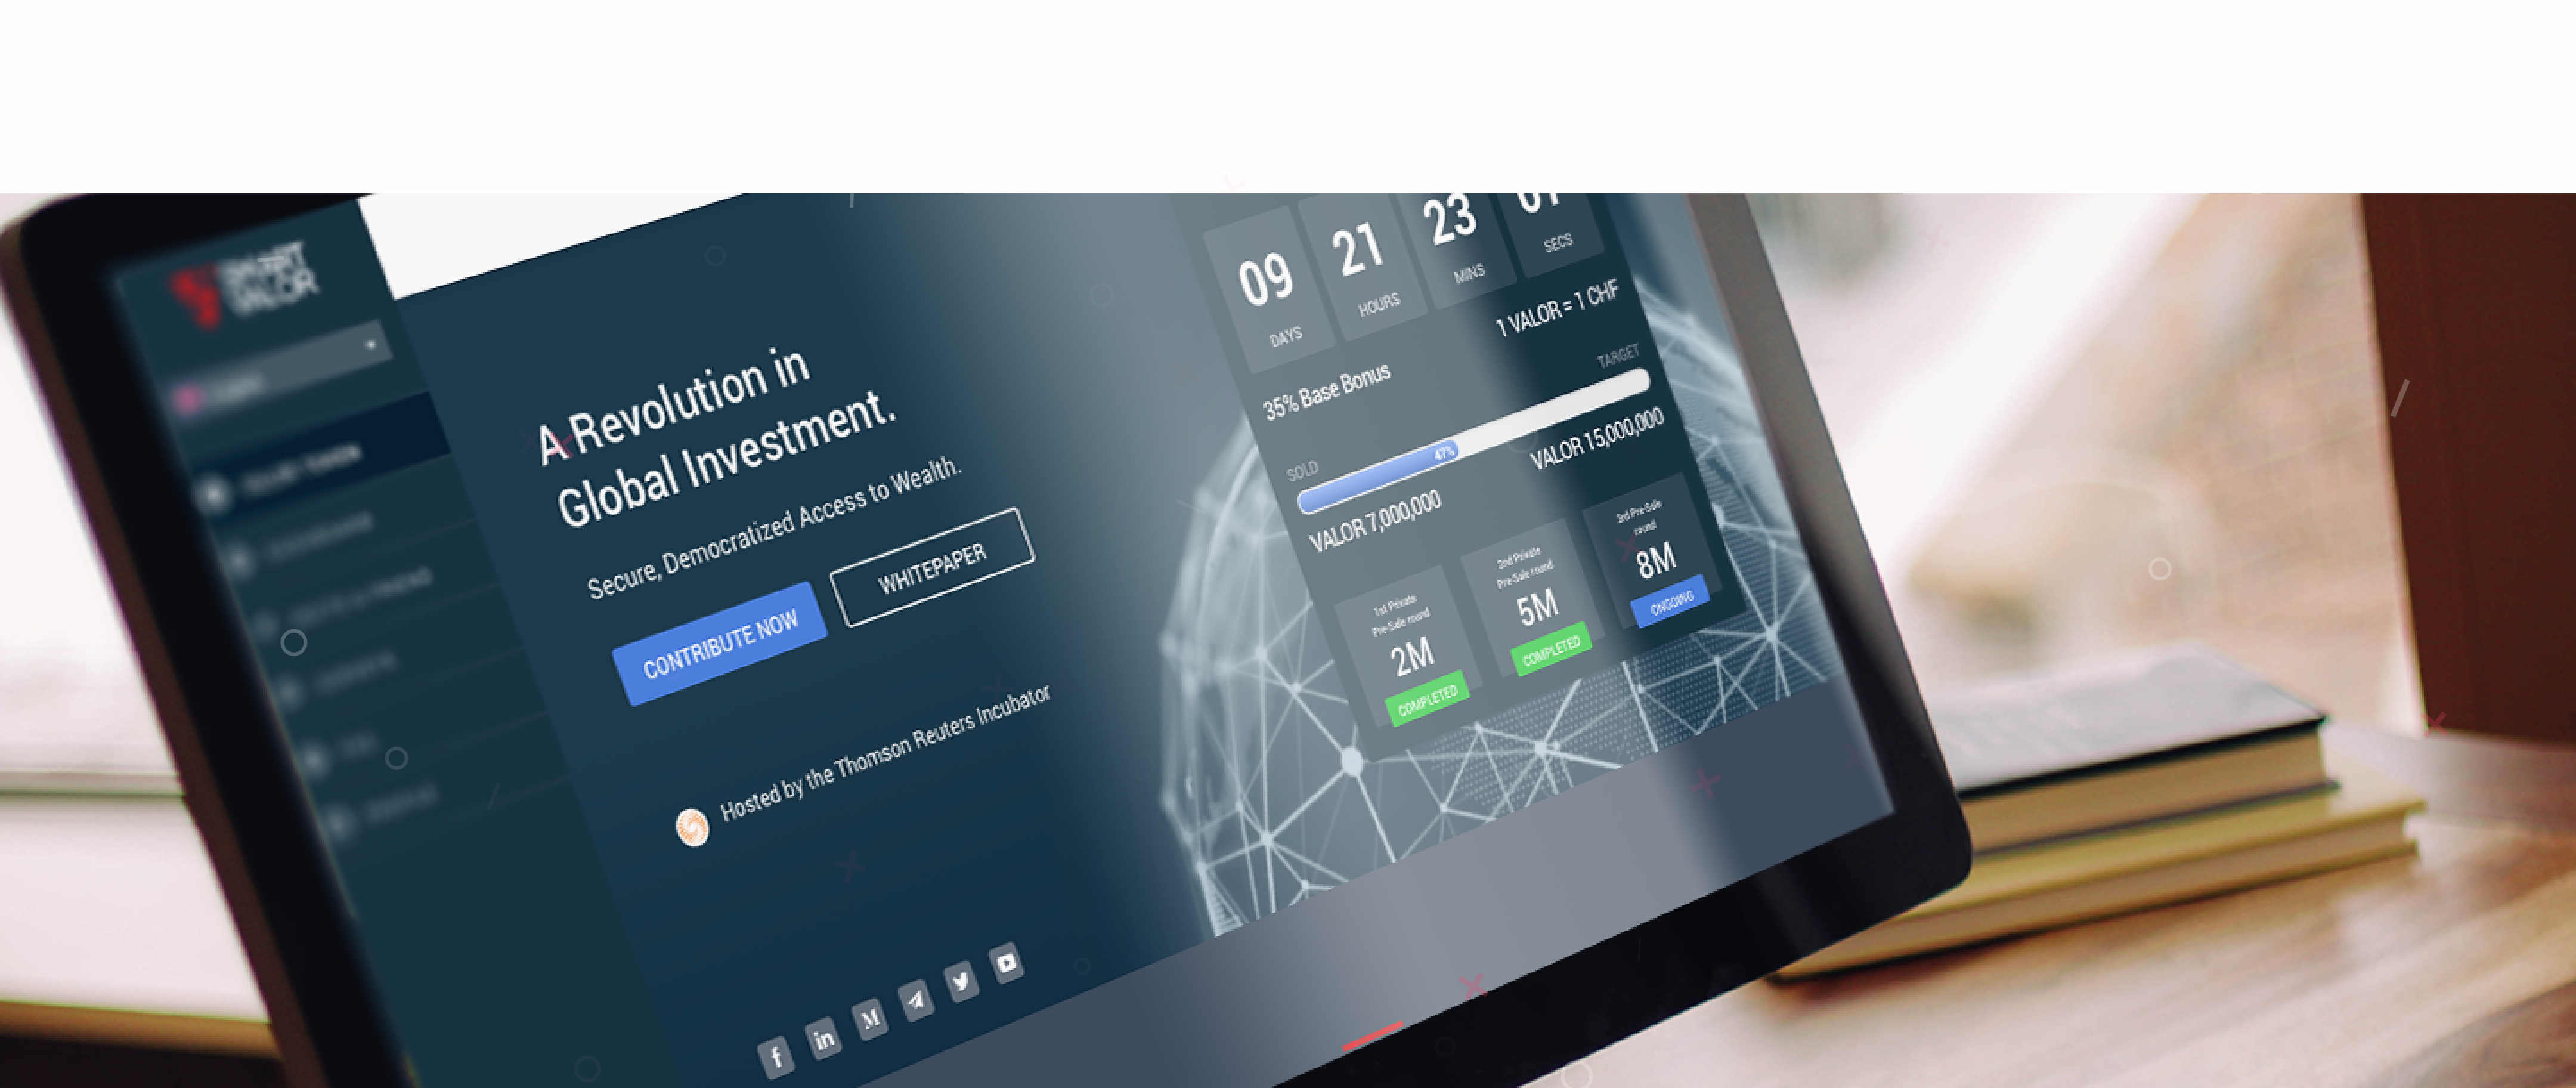 SMART
VALOR
A Revolution in
Global Investment.
Secure, Democratized Access to Wealth.
CONTRIBUTE NOW
WHITEPAPER
Hosted by the Thomson Reuters Incubator
09
21
23
DAYS
HOURS
MINS
SECS
1 VALOR = 1 CHF
35% Base Bonus
TARGET
SOLD
47%
VALOR 7,000,000
VALOR 15,000,000
1st Private
Pre-Sale round
2M
COMPLETED
2nd Private
Pre-Sale round
5M
COMPLETED
3rd Pre-Sale
round
8M
ONGOING